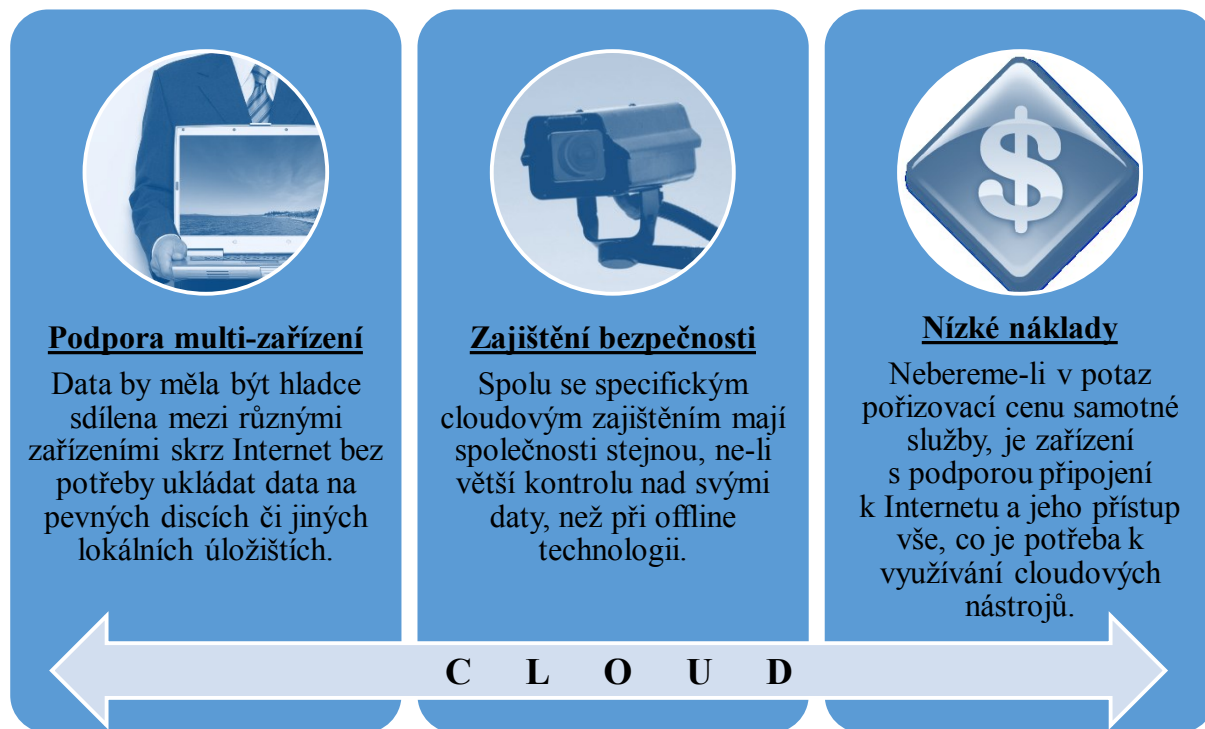 Podpora multi-zařízení
Data by měla být hladce
sdílena mezi různými
zařízeními skrz Internet bez
potřeby ukládat data na
pevných discích či jiných
lokálních úložištích.
Zajištění bezpečnosti
Spolu se specifickým
cloudovým zajištěním mají
společnosti stejnou, ne-li
větší kontrolu nad svými
daty, než při offline
technologii.
$
Nízké náklady
Nebereme-li v potaz
pořizovací cenu samotné
služby, je zařízení
s podporou připojení
k Internetu a jeho přístup
vše, co je potřeba k
využívání cloudových
nástrojů.
C L O U D